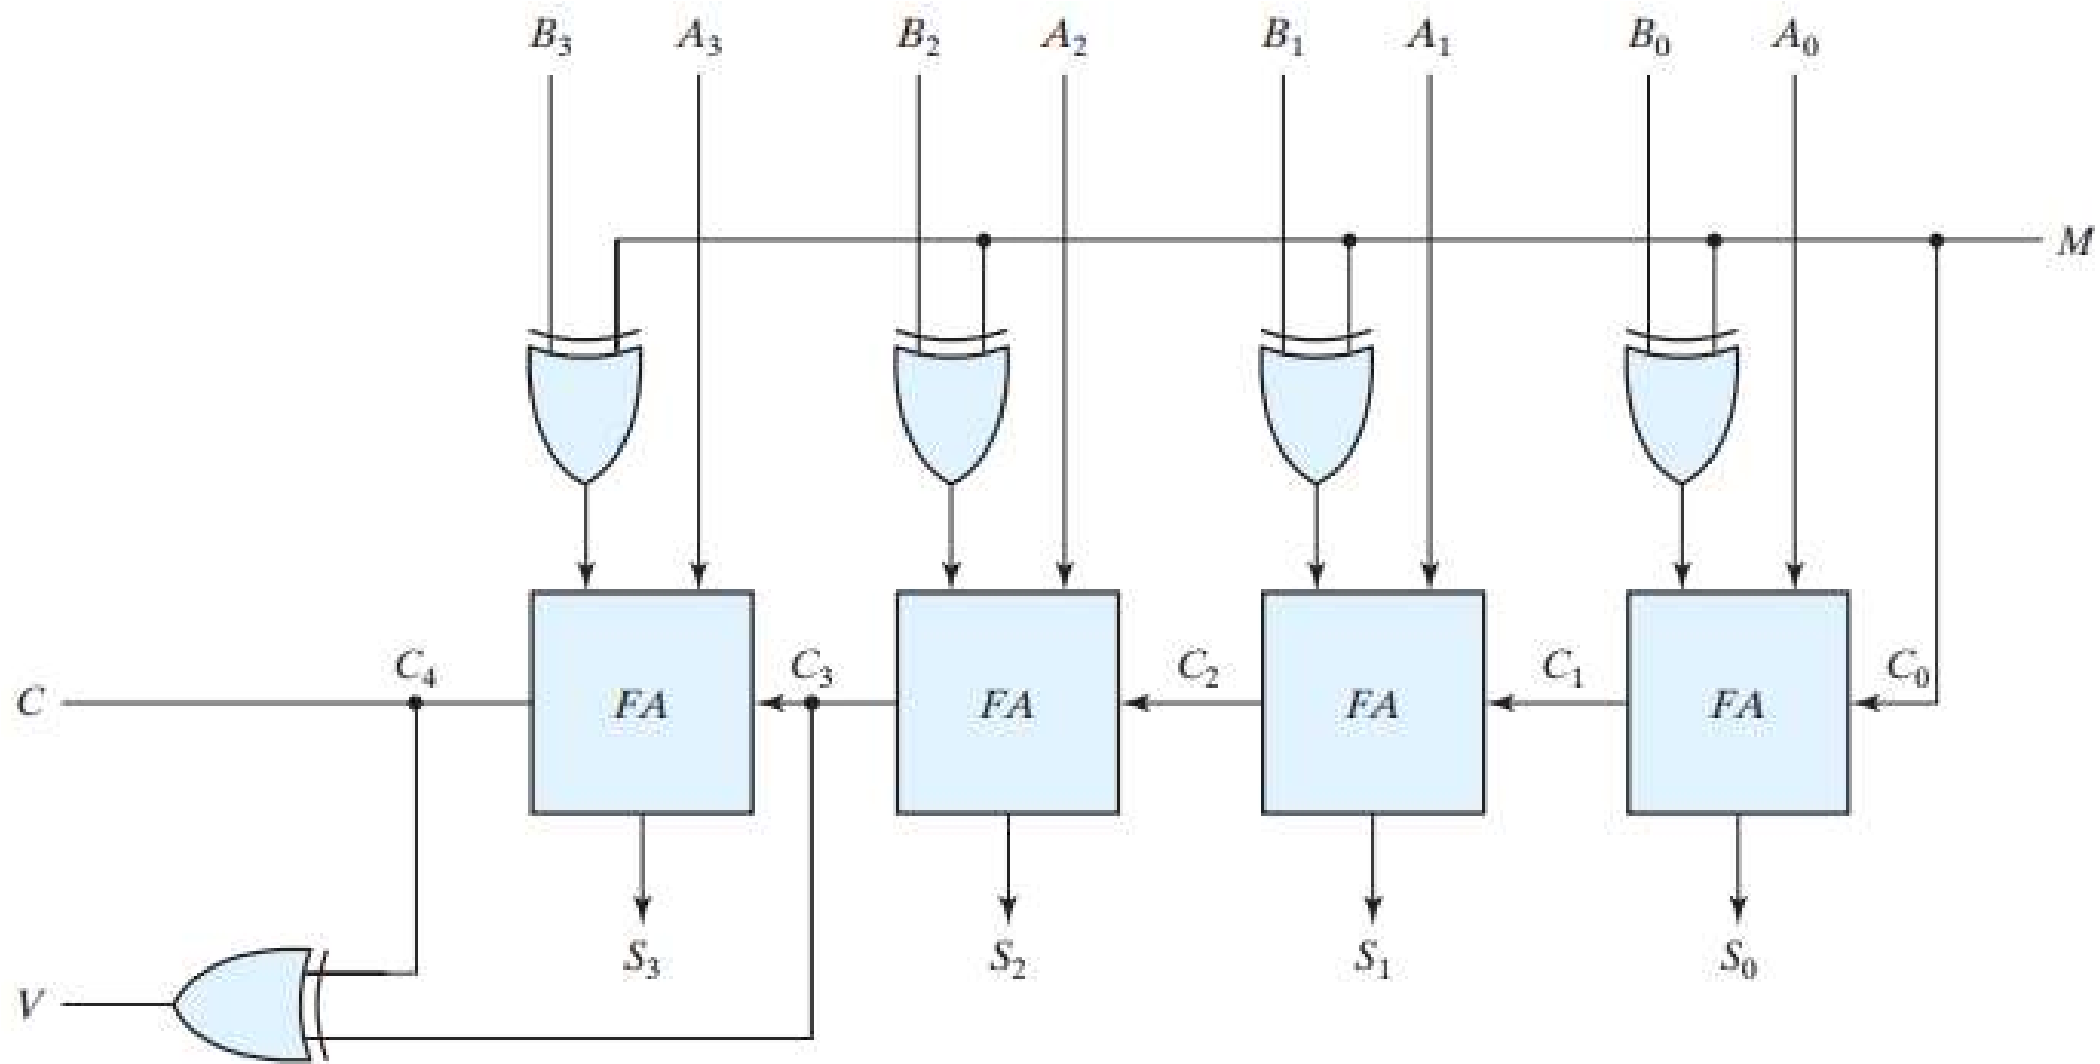 B₃ A₃ B₂ A₂ B₁ A₁ B₀ A₀
M
C₄ C₃ C₂ C₁ C₀
C FA FA FA FA
S₃ S₂ S₁ S₀
V